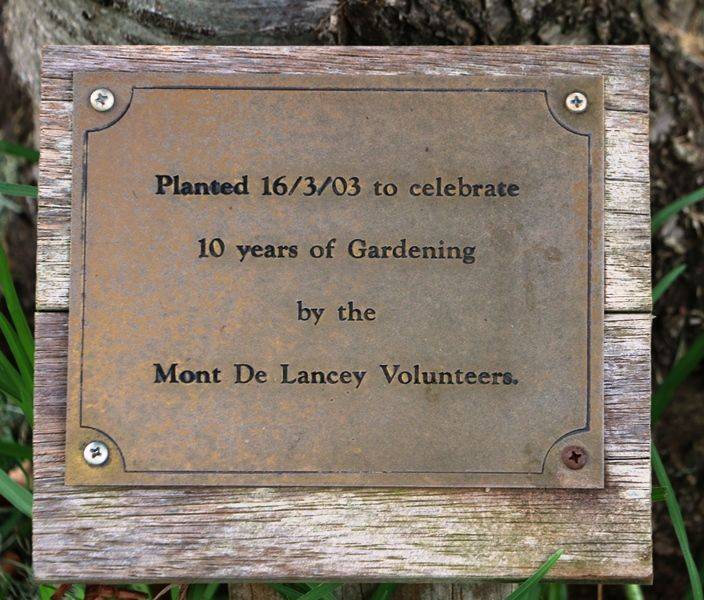 Planted 16/3/03 to celebrate
10 years of Gardening
by the
Mont De Lancey Volunteers.